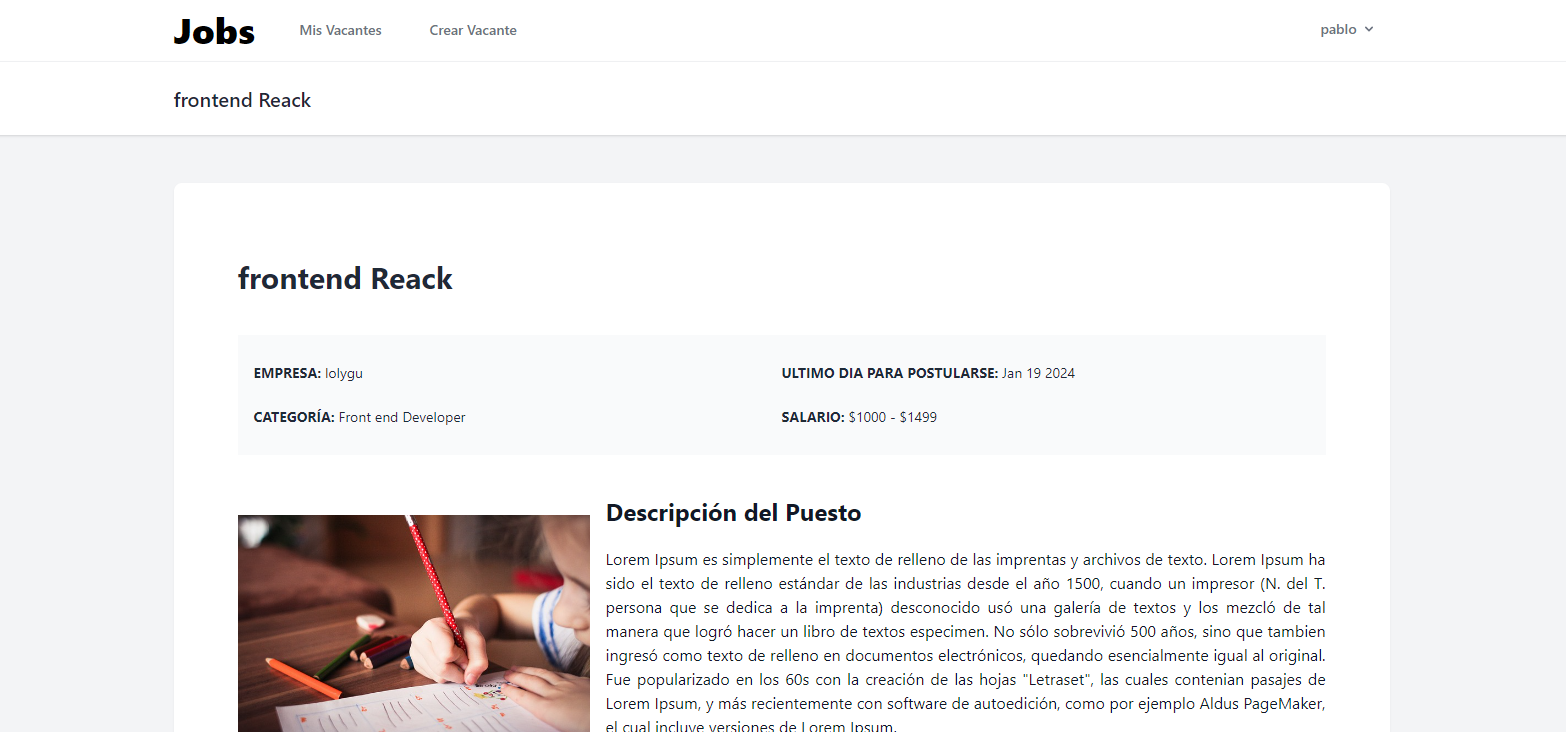 Jobs
Mis Vacantes
Crear Vacante
pablo
frontend Reack
frontend Reack
EMPRESA: lolygu
ULTIMO DIA PARA POSTULARSE: Jan 19 2024
CATEGORÍA: Front end Developer
SALARIO: $1000 - $1499
Descripción del Puesto
Lorem Ipsum es simplemente el texto de relleno de las imprentas y archivos de texto. Lorem Ipsum ha
sido el texto de relleno estándar de las industrias desde el año 1500, cuando un impresor (N. del T.
persona que se dedica a la imprenta) desconocido usó una galería de textos y los mezcló de tal
manera que logró hacer un libro de textos especimen. No sólo sobrevivió 500 años, sino que tambien
ingresó como texto de relleno en documentos electrónicos, quedando esencialmente igual al original.
Fue popularizado en los 60s con la creación de las hojas "Letraset", las cuales contenian pasajes de
Lorem Ipsum, y más recientemente con software de autoedición, como por ejemplo Aldus PageMaker,
el cual incluye versiones de Lorem Ipsum.